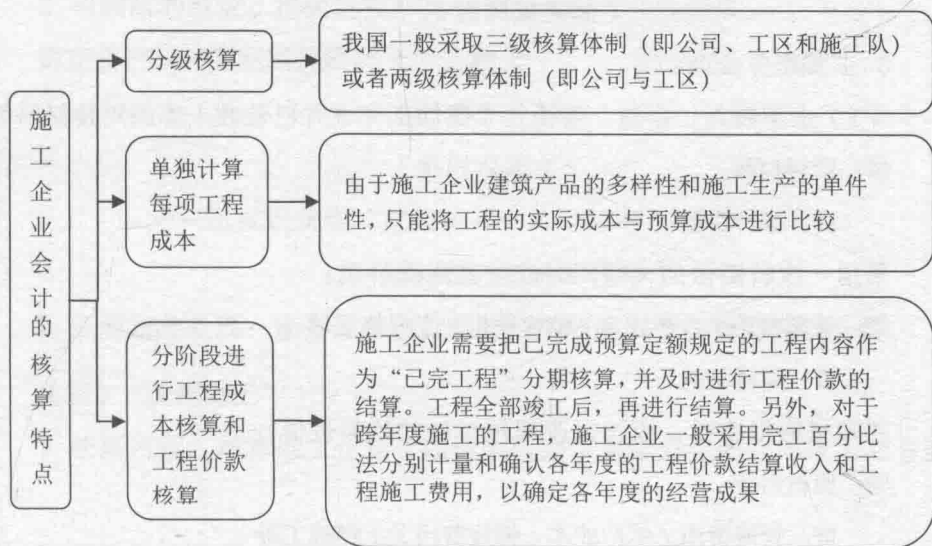 施工企业会计的核算特点
分级核算
我国一般采取三级核算体制（即公司、工区和施工队）
或者两级核算体制（即公司与工区）
单独计算
每项工程
成本
由于施工企业建筑产品的多样性和施工生产的单件
性，只能将工程的实际成本与预算成本进行比较
分阶段进
行工程成
本核算和
工程价款
核算
施工企业需要把已完成预算定额规定的工程内容作
为“已完工程”分期核算，并及时进行工程价款的
结算。工程全部竣工后，再进行结算。另外，对于
跨年度施工的工程，施工企业一般采用完工百分比
法分别计量和确认各年度的工程价款结算收入和工
程施工费用，以确定各年度的经营成果